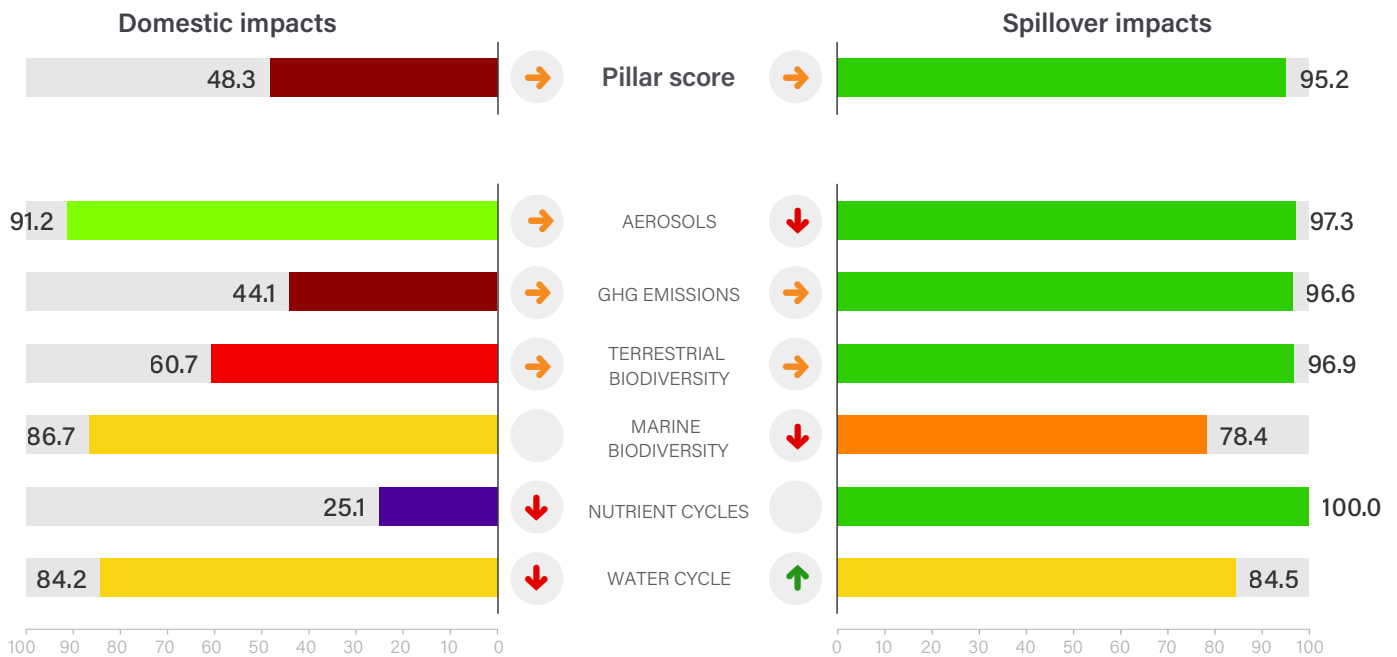 Domestic impacts
Spillover impacts
48.3
Pillar score
95.2
91.2
AEROSOLS
97.3
44.1
GHG EMISSIONS
96.6
60.7
TERRESTRIAL
BIODIVERSITY
96.9
86.7
MARINE
BIODIVERSITY
78.4
25.1
NUTRIENT CYCLES
100.0
84.2
WATER CYCLE
84.5
100 90 80 70 60 50 40 30 20 10 0
0 10 20 30 40 50 60 70 80 90 100